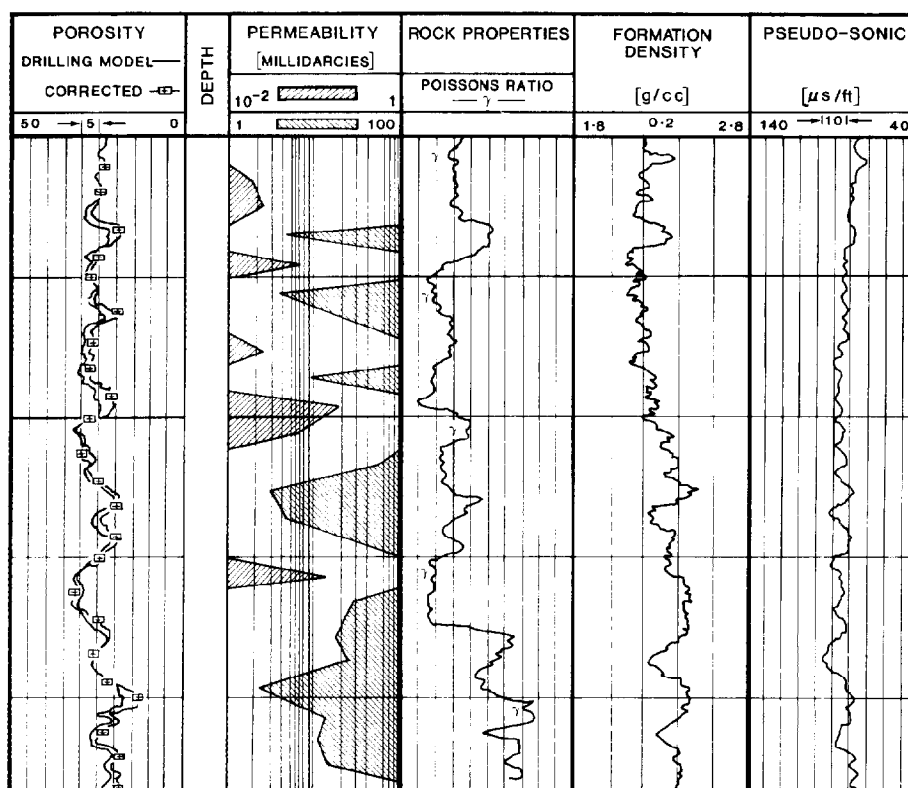 POROSITY
DRILLING MODEL
CORRECTED
50 5 0
DEPTH
PERMEABILITY
[MILLIDARCIES]
10-2 1
1 100
ROCK PROPERTIES
POISSONS RATIO
γ
FORMATION
DENSITY
[g/cc]
1·8 0·2 2·8
PSEUDO-SONIC
[µs/ft]
140 10 40
γ
γ
γ
γ
γ